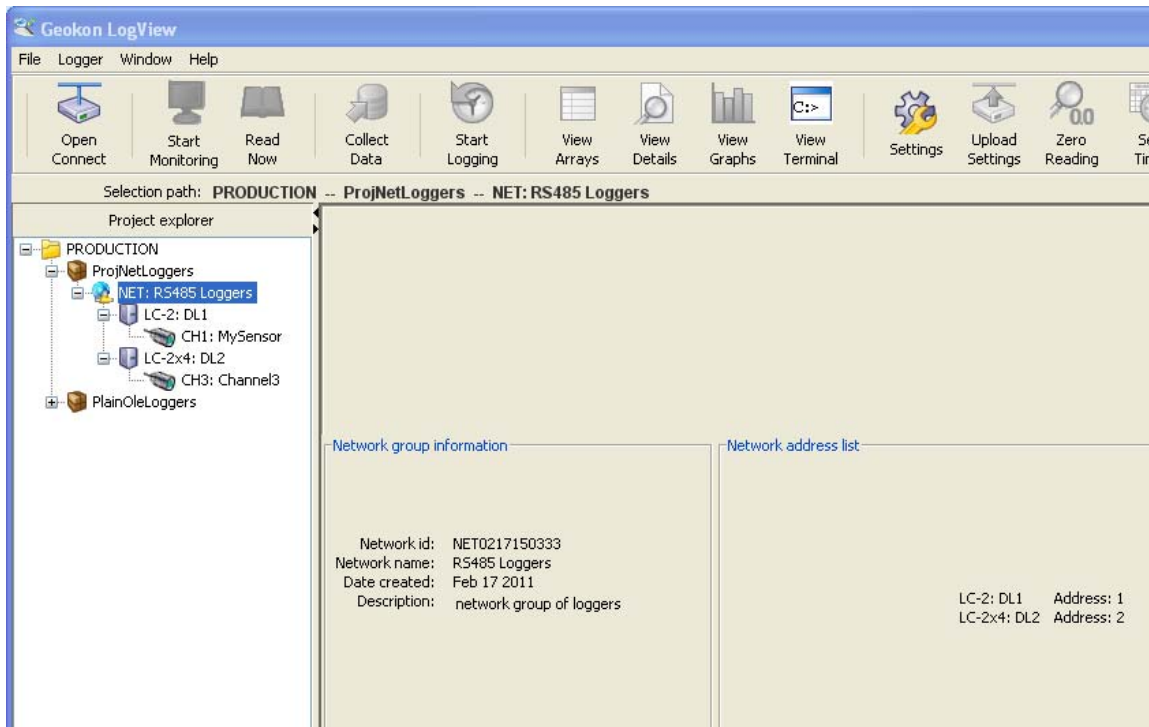 Geokon LogView
File Logger Window Help
Open Connect
Start Monitoring
Read Now
Collect Data
Start Logging
View Arrays
View Details
View Graphs
C:>
View Terminal
Settings
Upload Settings
0.0
Zero Reading
Selection path: PRODUCTION -- ProjNetLoggers -- NET: RS485 Loggers
Project explorer
PRODUCTION
ProjNetLoggers
NET: RS485 Loggers
LC-2: DL1
CH1: MySensor
LC-2x4: DL2
CH3: Channel3
PlainOleLoggers
Network group information
Network id: NET0217150333
Network name: RS485 Loggers
Date created: Feb 17 2011
Description: network group of loggers
Network address list
LC-2: DL1 Address: 1
LC-2x4: DL2 Address: 2